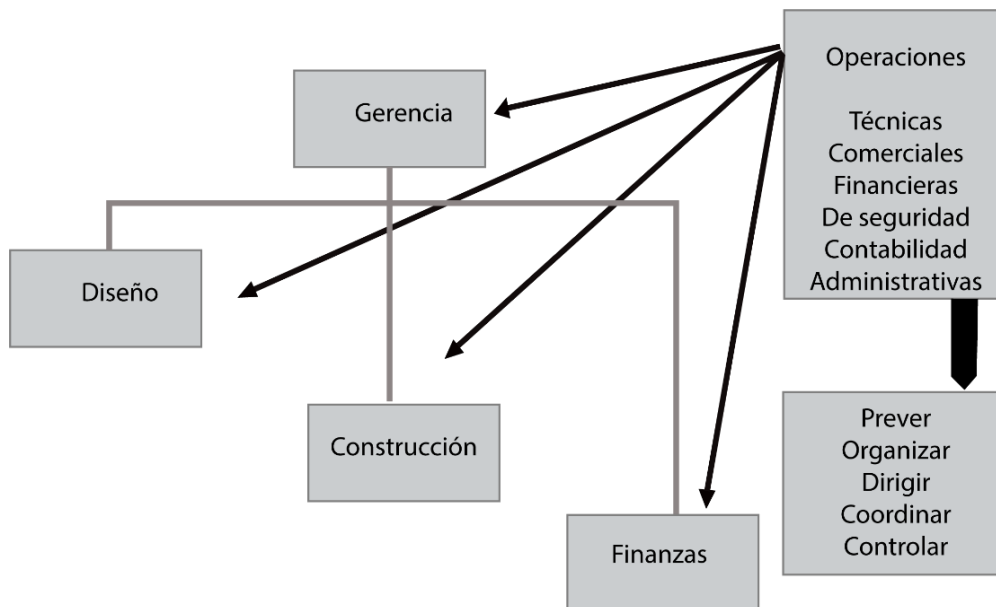 Gerencia
Diseño
Construcción
Finanzas
Operaciones
Técnicas
Comerciales
Financieras
De seguridad
Contabilidad
Administrativas
Prever
Organizar
Dirigir
Coordinar
Controlar